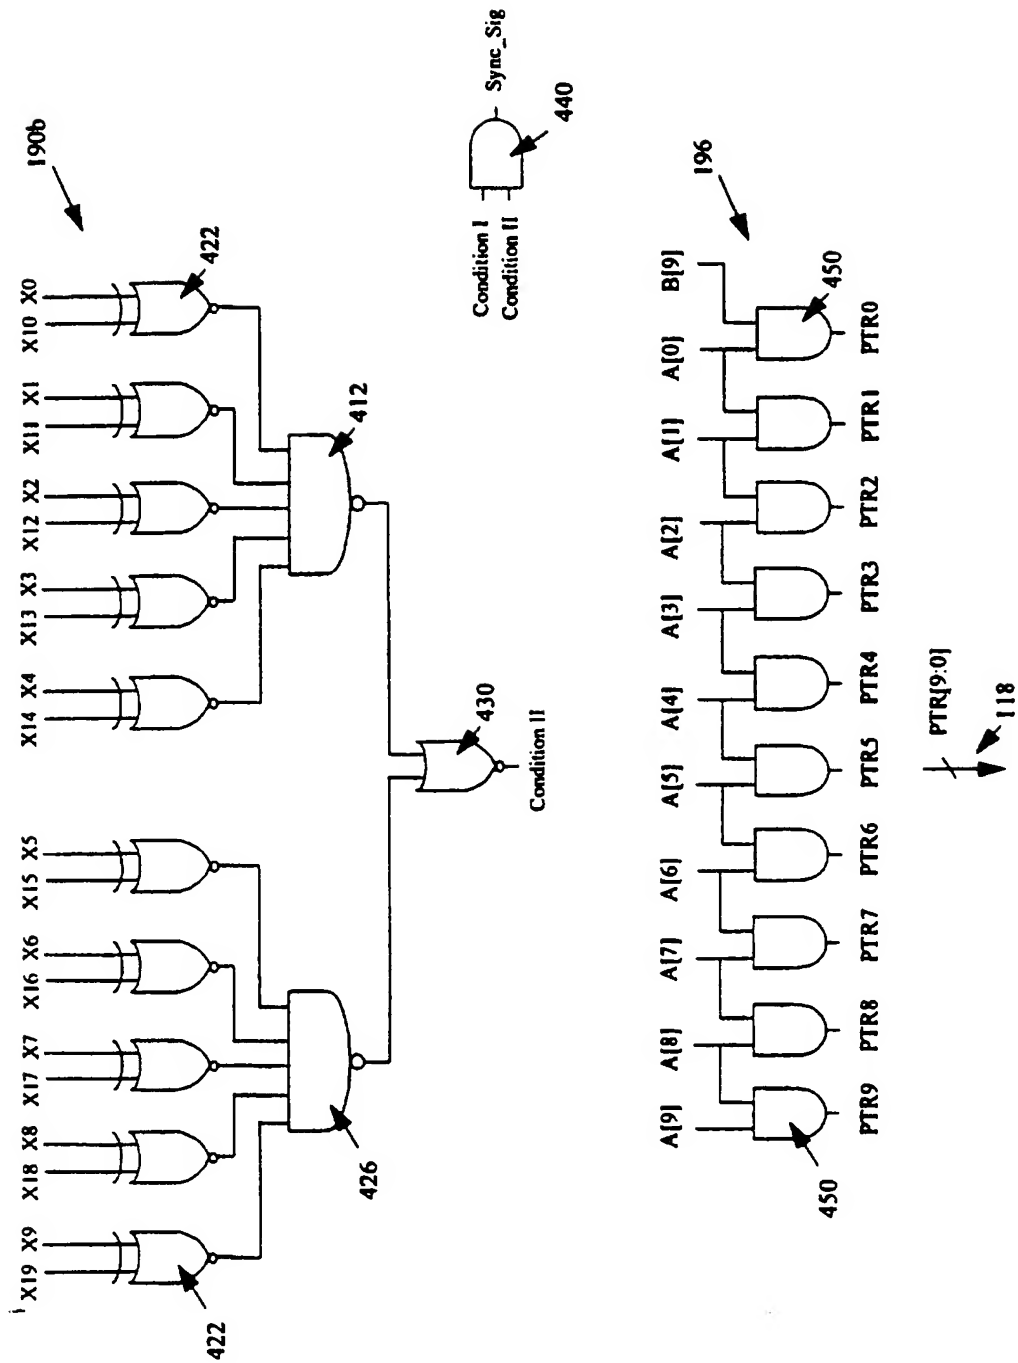 190b
X19 X9
X18 X8
X17 X7
X16 X6
X15 X5
X14 X4
X13 X3
X12 X2
X11 X1
X10 X0
422
422
426
412
430
Condition II
Condition I
Condition II
Sync_Sig
440
196
A[9]
A[8]
A[7]
A[6]
A[5]
A[4]
A[3]
A[2]
A[1]
A[0]
B[9]
450
450
PTR9
PTR8
PTR7
PTR6
PTR5
PTR4
PTR3
PTR2
PTR1
PTR0
PTR[9:0]
118